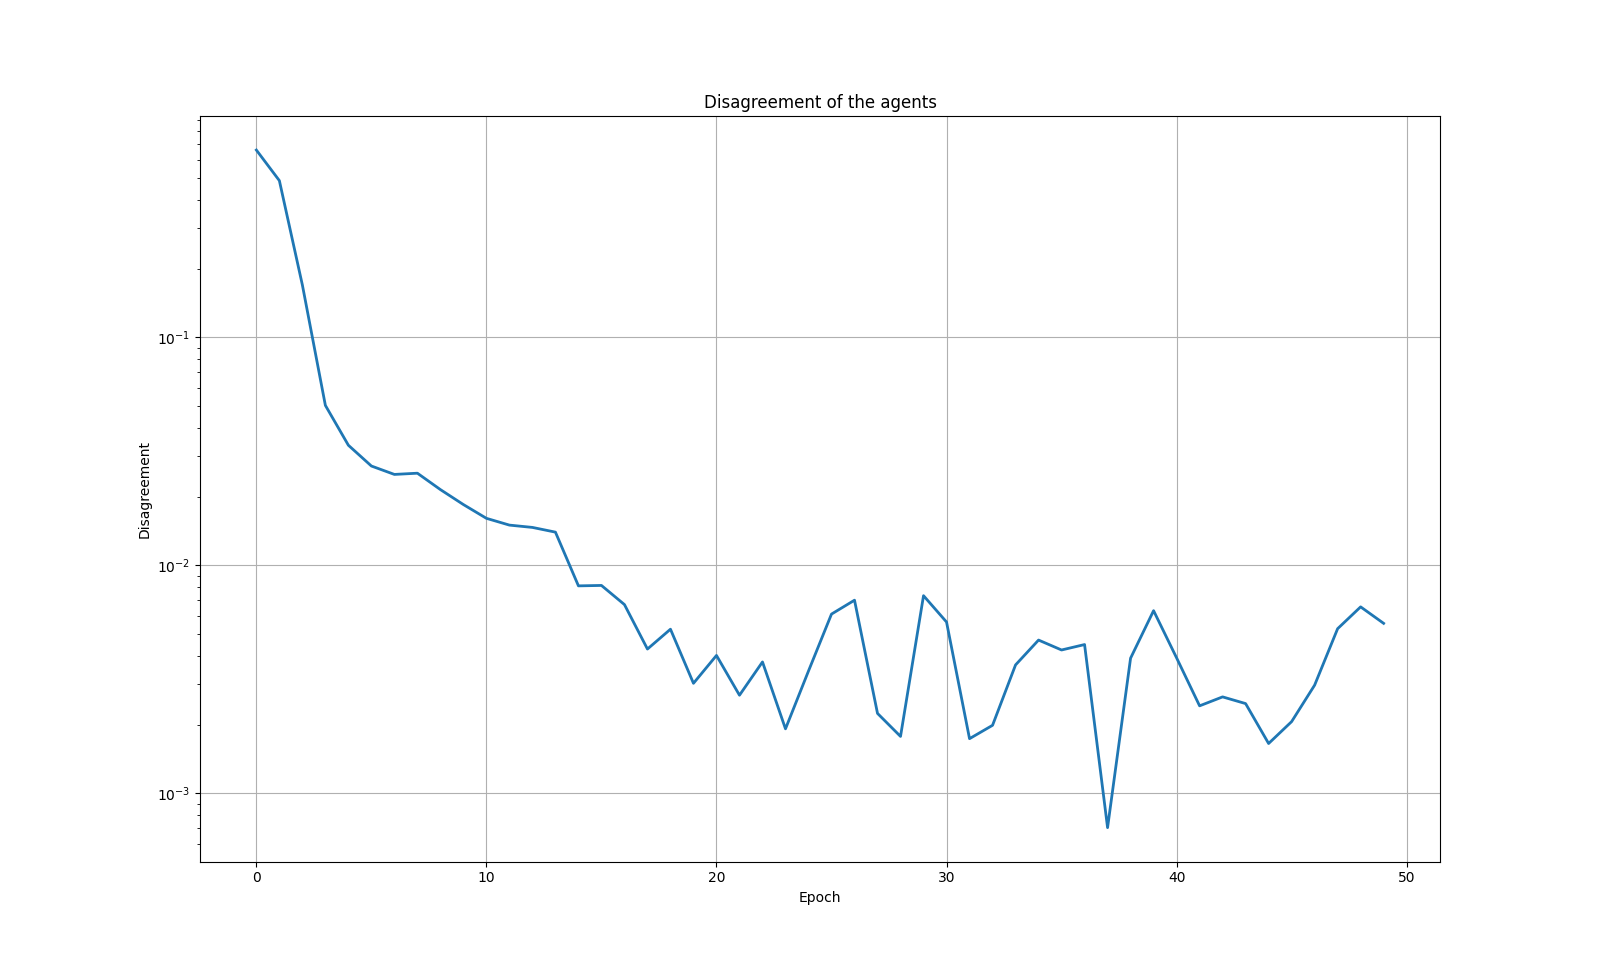 Disagreement of the agents
Disagreement
10⁻¹
10⁻²
10⁻³
0 10 20 30 40 50
Epoch